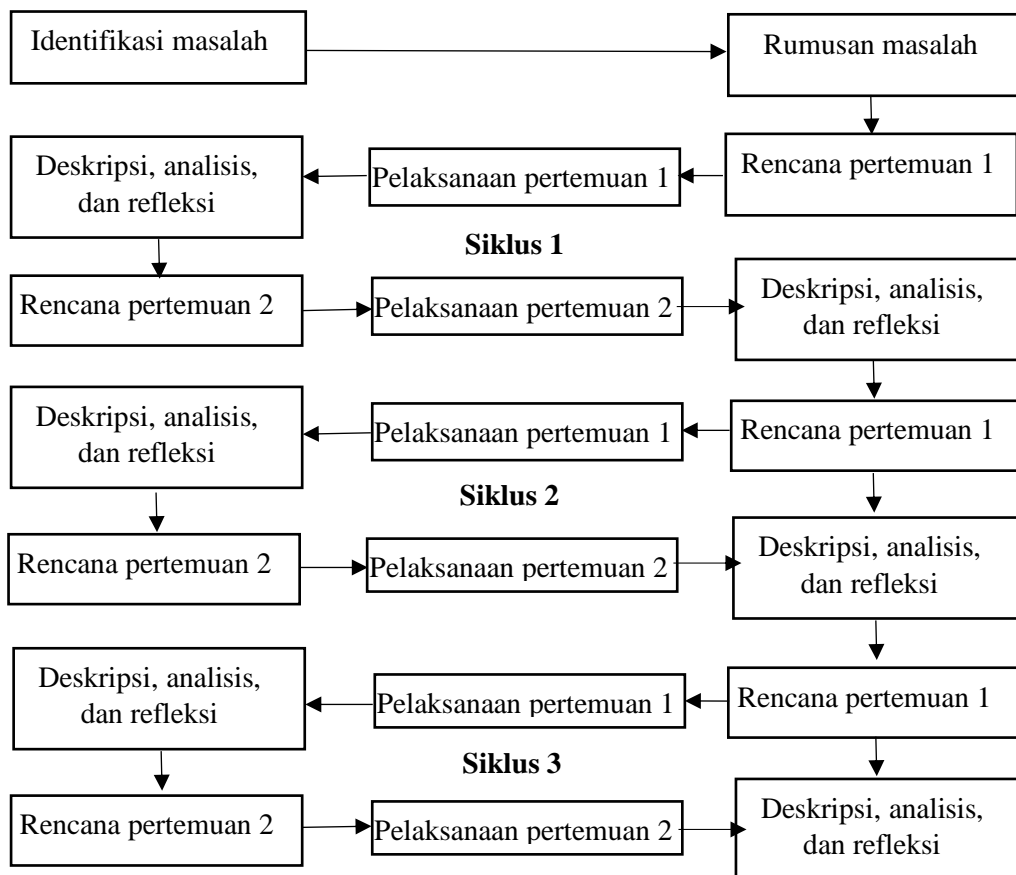 Identifikasi masalah
Rumusan masalah
Deskripsi, analisis,
dan refleksi
Pelaksanaan pertemuan 1
Rencana pertemuan 1
Siklus 1
Rencana pertemuan 2
Pelaksanaan pertemuan 2
Deskripsi, analisis,
dan refleksi
Deskripsi, analisis,
dan refleksi
Pelaksanaan pertemuan 1
Rencana pertemuan 1
Siklus 2
Rencana pertemuan 2
Pelaksanaan pertemuan 2
Deskripsi, analisis,
dan refleksi
Deskripsi, analisis,
dan refleksi
Pelaksanaan pertemuan 1
Rencana pertemuan 1
Siklus 3
Rencana pertemuan 2
Pelaksanaan pertemuan 2
Deskripsi, analisis,
dan refleksi